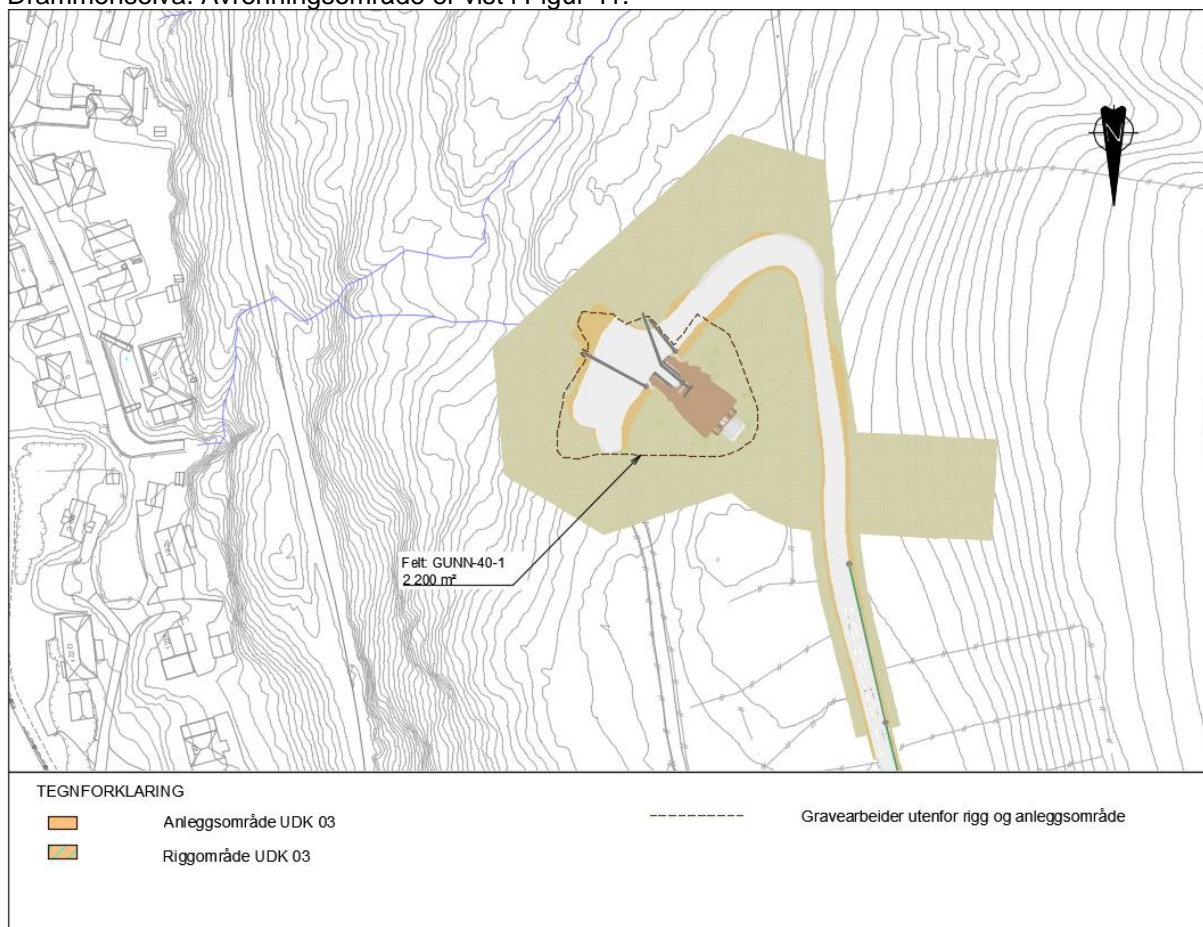 Drammenselva. Avrenningsområde er vist i Figur 41.
N
Felt: GUNN-40-1
2 200 m²
TEGNFORKLARING
Anleggsområde UDK 03
Riggområde UDK 03
Gravearbeider utenfor rigg og anleggsområde